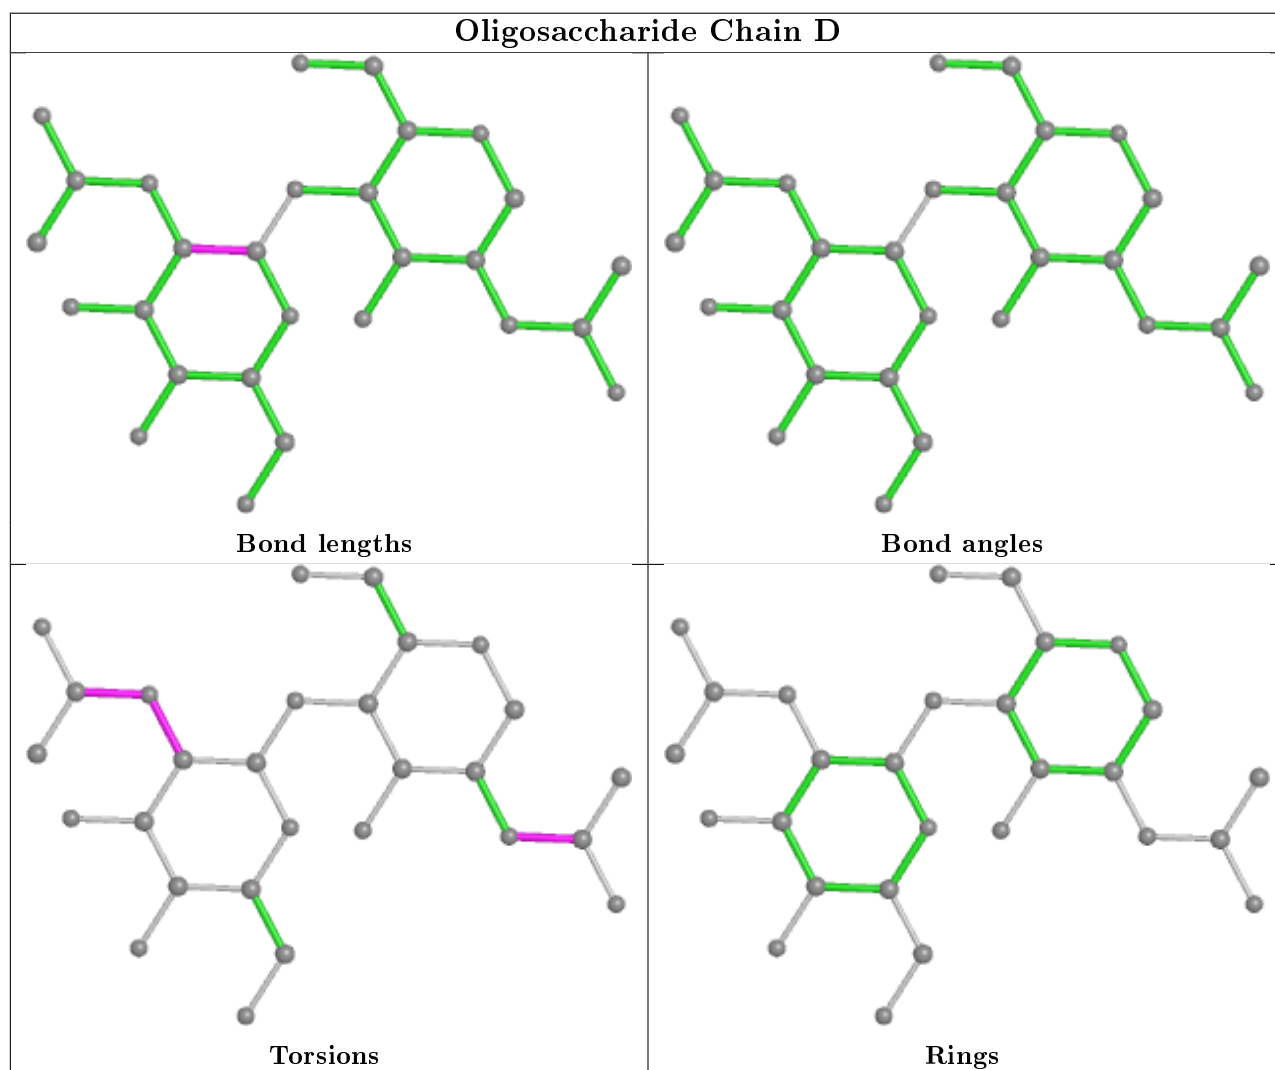 Oligosaccharide Chain D
Bond lengths
Bond angles
Torsions
Rings